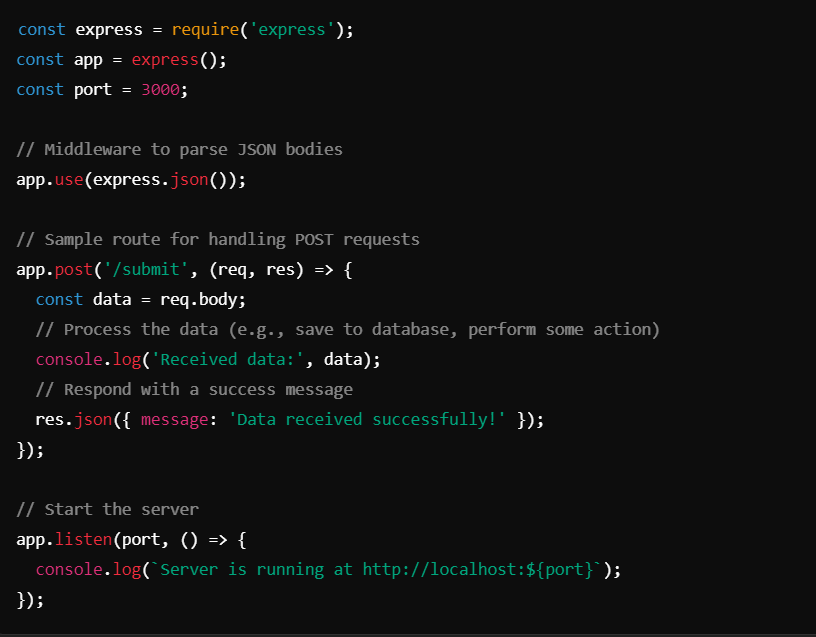 const express = require('express');
const app = express();
const port = 3000;

// Middleware to parse JSON bodies
app.use(express.json());

// Sample route for handling POST requests
app.post('/submit', (req, res) => {
  const data = req.body;
  // Process the data (e.g., save to database, perform some action)
  console.log('Received data:', data);
  // Respond with a success message
  res.json({ message: 'Data received successfully!' });
});

// Start the server
app.listen(port, () => {
  console.log(`Server is running at http://localhost:${port}`);
});